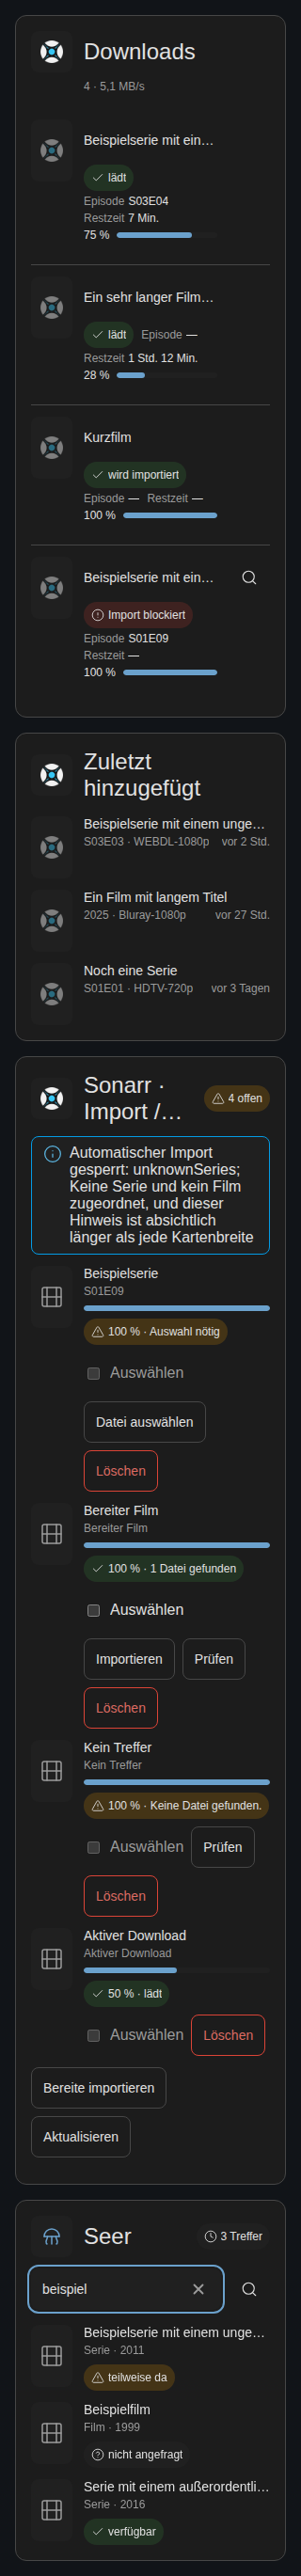 Downloads
4 · 5,1 MB/s
Beispielserie mit ein…
lädt
Episode S03E04
Restzeit 7 Min.
75 %
Ein sehr langer Film…
lädt Episode —
Restzeit 1 Std. 12 Min.
28 %
Kurzfilm
wird importiert
Episode — Restzeit —
100 %
Beispielserie mit ein…
Import blockiert
Episode S01E09
Restzeit —
100 %
Zuletzt
hinzugefügt
Beispielserie mit einem unge…
S03E03 · WEBDL-1080p vor 2 Std.
Ein Film mit langem Titel
2025 · Bluray-1080p vor 27 Std.
Noch eine Serie
S01E01 · HDTV-720p vor 3 Tagen
Sonarr ·
Import /… 4 offen
Automatischer Import
gesperrt: unknownSeries;
Keine Serie und kein Film
zugeordnet, und dieser
Hinweis ist absichtlich
länger als jede Kartenbreite
Beispielserie
S01E09
100 % · Auswahl nötig
Auswählen
Datei auswählen
Löschen
Bereiter Film
Bereiter Film
100 % · 1 Datei gefunden
Auswählen
Importieren Prüfen
Löschen
Kein Treffer
Kein Treffer
100 % · Keine Datei gefunden.
Auswählen Prüfen
Löschen
Aktiver Download
Aktiver Download
50 % · lädt
Auswählen Löschen
Bereite importieren
Aktualisieren
Seer 3 Treffer
beispiel
Beispielserie mit einem unge…
Serie · 2011
teilweise da
Beispielfilm
Film · 1999
nicht angefragt
Serie mit einem außerordentli…
Serie · 2016
verfügbar